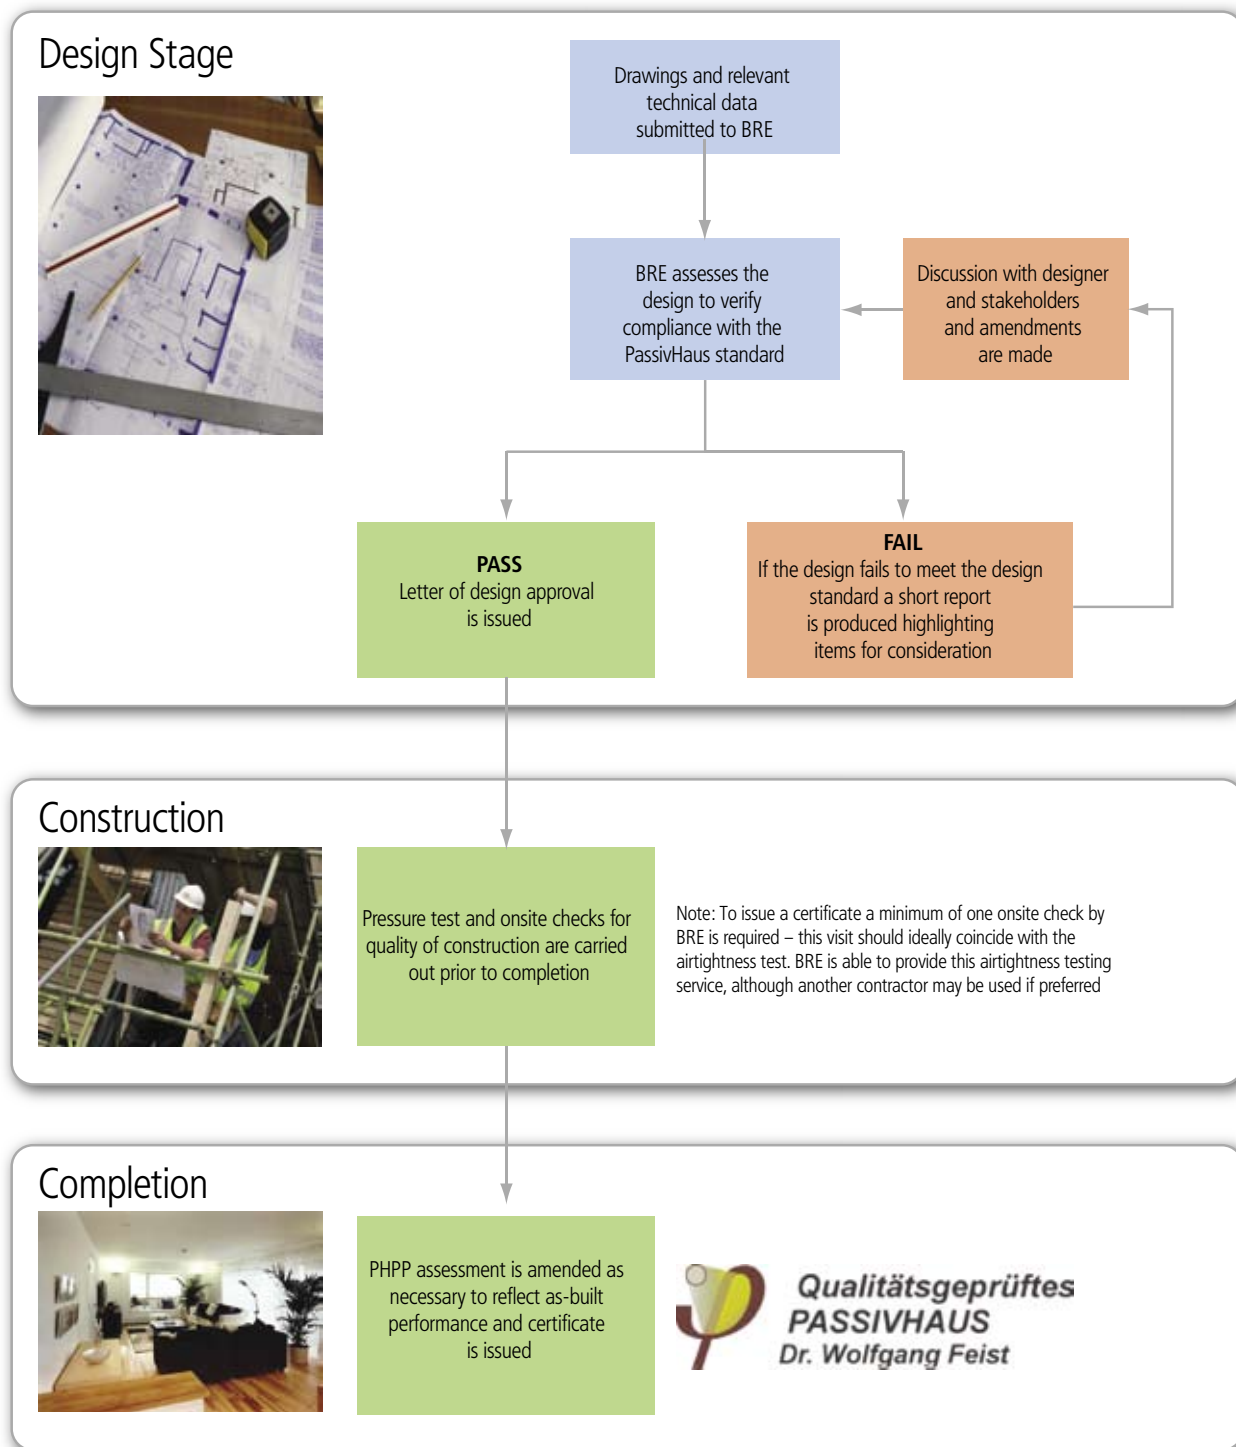 Design Stage
Drawings and relevant
technical data
submitted to BRE
BRE assesses the
design to verify
compliance with the
PassivHaus standard
Discussion with designer
and stakeholders
and amendments
are made
PASS
Letter of design approval
is issued
FAIL
If the design fails to meet the design
standard a short report
is produced highlighting
items for consideration
Construction
Pressure test and onsite checks for
quality of construction are carried
out prior to completion
Note: To issue a certificate a minimum of one onsite check by
BRE is required – this visit should ideally coincide with the
airtightness test. BRE is able to provide this airtightness testing
service, although another contractor may be used if preferred
Completion
PHPP assessment is amended as
necessary to reflect as-built
performance and certificate
is issued
Qualitätsgeprüftes
PASSIVHAUS
Dr. Wolfgang Feist